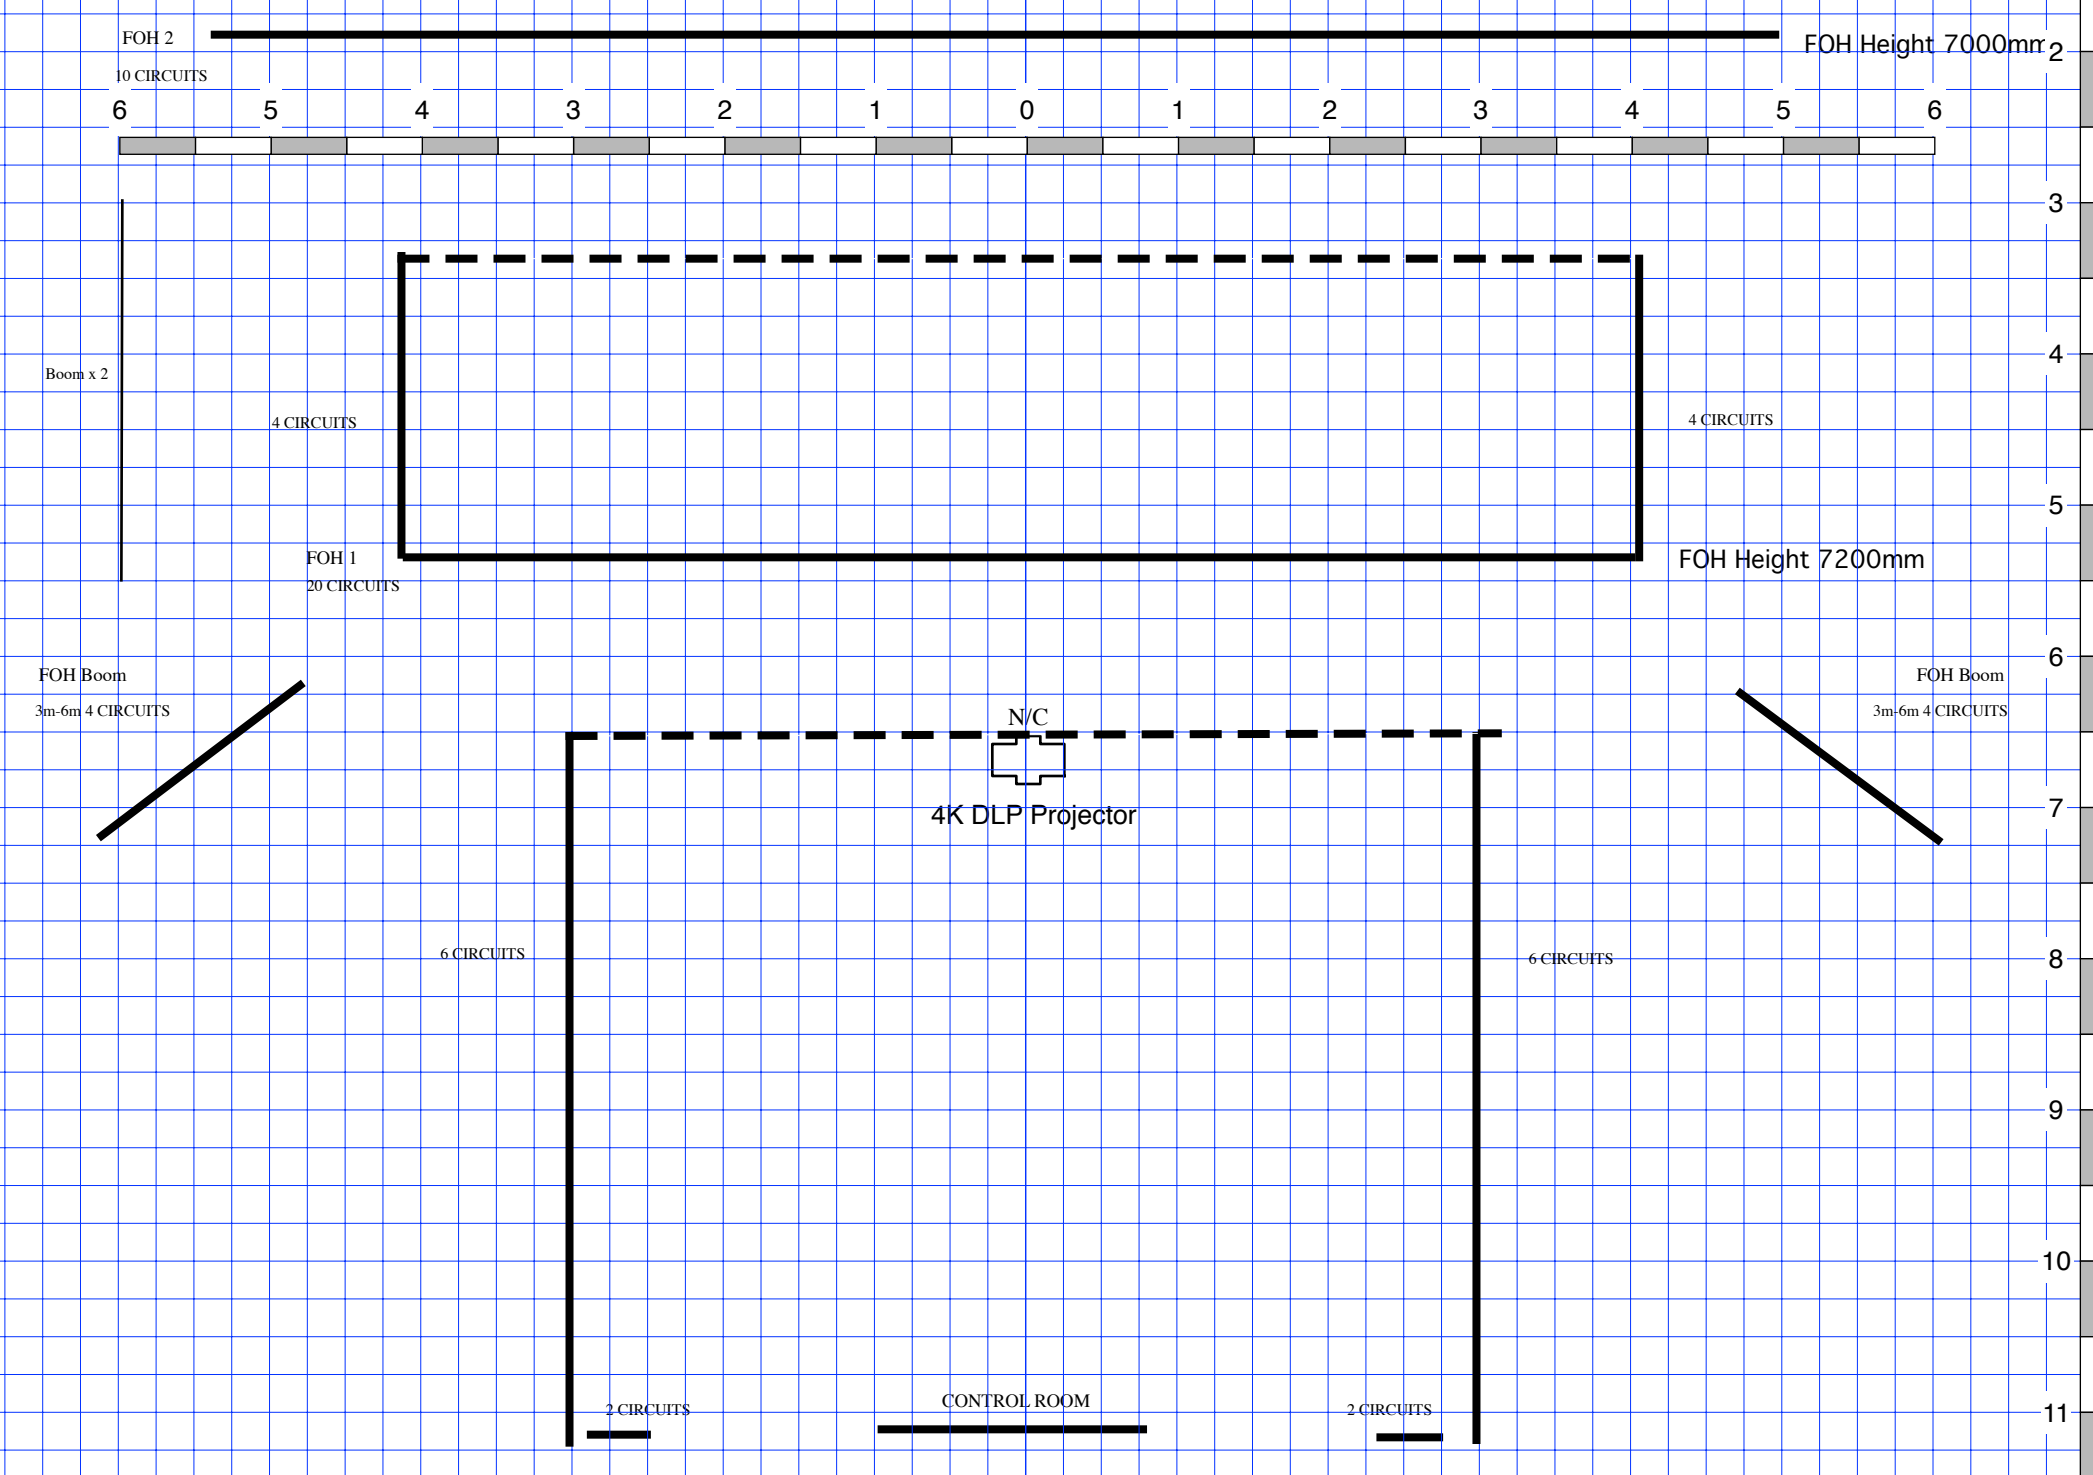 FOH 2
FOH Height 7000mm
2
10 CIRCUITS
6 5 4 3 2 1 0 1 2 3 4 5 6
3
4
Boom x 2
4 CIRCUITS
4 CIRCUITS
5
FOH 1
FOH Height 7200mm
20 CIRCUITS
6
FOH Boom
FOH Boom
3m-6m 4 CIRCUITS
3m-6m 4 CIRCUITS
N/C
4K DLP Projector
7
6 CIRCUITS
6 CIRCUITS
8
9
10
CONTROL ROOM
2 CIRCUITS
2 CIRCUITS
11